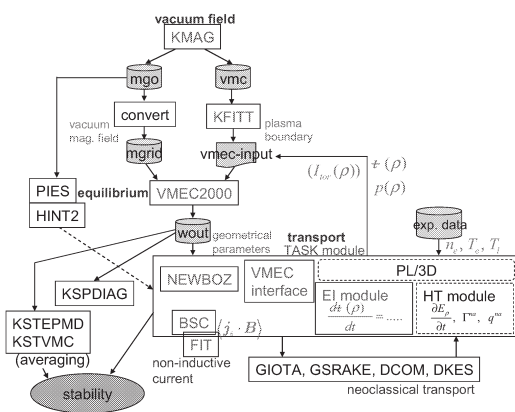 vacuum field
KMAG
mgo
vmc
convert
KFITT
vacuum
mag. field
plasma
boundary
mgrid
vmec-input
(I_tor(ρ))
ɫ(ρ)
p(ρ)
PIES
HINT2
equilibrium
VMEC2000
wout
geometrical
parameters
exp. data
n_e, T_e, T_i
transport
TASK module
NEWBOZ
VMEC
interface
PL/3D
EI module
dɫ(ρ)/dt = .....
HT module
∂E_ρ/∂t, Γ^na, q^na
KSPDIAG
KSTEPMD
KSTVMC
(averaging)
BSC
FIT
⟨j_s · B⟩
non-inductive
current
GIOTA, GSRAKE, DCOM, DKES
neoclassical transport
stability